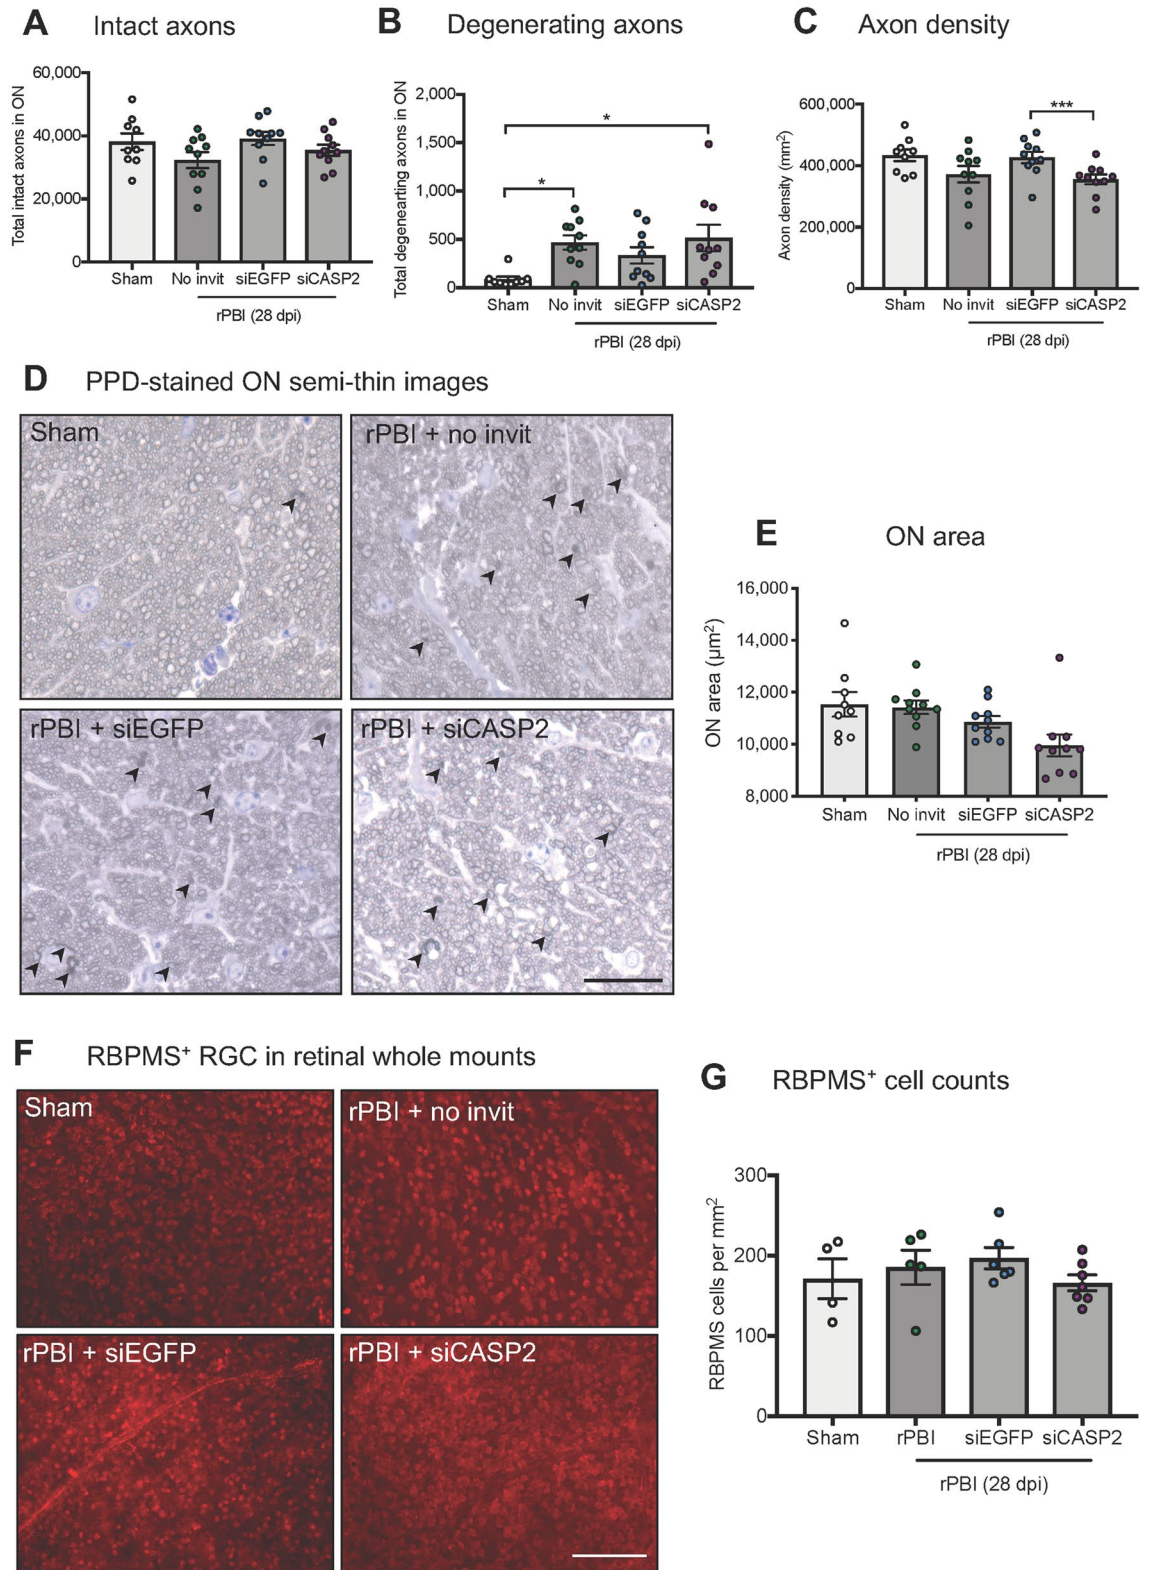 A Intact axons
60,000
40,000
20,000
0
Total intact axons in ON
Sham No invit siEGFP siCASP2
rPBI (28 dpi)
B Degenerating axons
2,000
1,500
1,000
500
0
Total degenearting axons in ON
*
*
Sham No invit siEGFP siCASP2
rPBI (28 dpi)
C Axon density
600,000
400,000
200,000
0
Axon density (mm²)
***
Sham No invit siEGFP siCASP2
rPBI (28 dpi)
D PPD-stained ON semi-thin images
Sham
rPBI + no invit
rPBI + siEGFP
rPBI + siCASP2
E ON area
16,000
14,000
12,000
10,000
8,000
ON area (µm²)
Sham No invit siEGFP siCASP2
rPBI (28 dpi)
F RBPMS⁺ RGC in retinal whole mounts
Sham
rPBI + no invit
rPBI + siEGFP
rPBI + siCASP2
G RBPMS⁺ cell counts
300
200
100
0
RBPMS cells per mm²
Sham rPBI siEGFP siCASP2
rPBI (28 dpi)